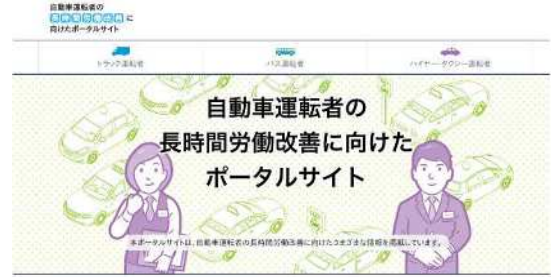 自動車運転者の
長時間労働改善に
向けたポータルサイト
トラック運転者
バス運転者
ハイヤー・タクシー運転者
自動車運転者の
長時間労働改善に向けた
ポータルサイト
本ポータルサイトは、自動車運転者の長時間労働改善に向けたさまざまな情報を掲載しています。